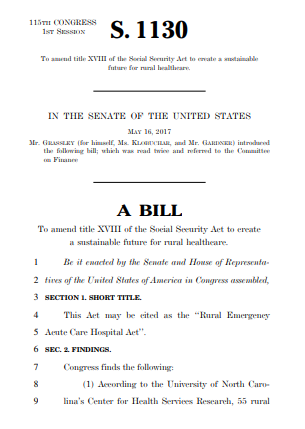 115TH CONGRESS
1ST SESSION
S. 1130
To amend title XVIII of the Social Security Act to create a sustainable
future for rural healthcare.
IN THE SENATE OF THE UNITED STATES
MAY 16, 2017
Mr. GRASSLEY (for himself, Ms. KLOBUCHAR, and Mr. GARDNER) introduced
the following bill; which was read twice and referred to the Committee
on Finance
A BILL
To amend title XVIII of the Social Security Act to create
a sustainable future for rural healthcare.
1 Be it enacted by the Senate and House of Representa-
2 tives of the United States of America in Congress assembled,
3 SECTION 1. SHORT TITLE.
4 This Act may be cited as the ‘‘Rural Emergency
5 Acute Care Hospital Act’’.
6 SEC. 2. FINDINGS.
7 Congress finds the following:
8 (1) According to the University of North Caro-
9 lina’s Center for Health Services Research, 55 rural